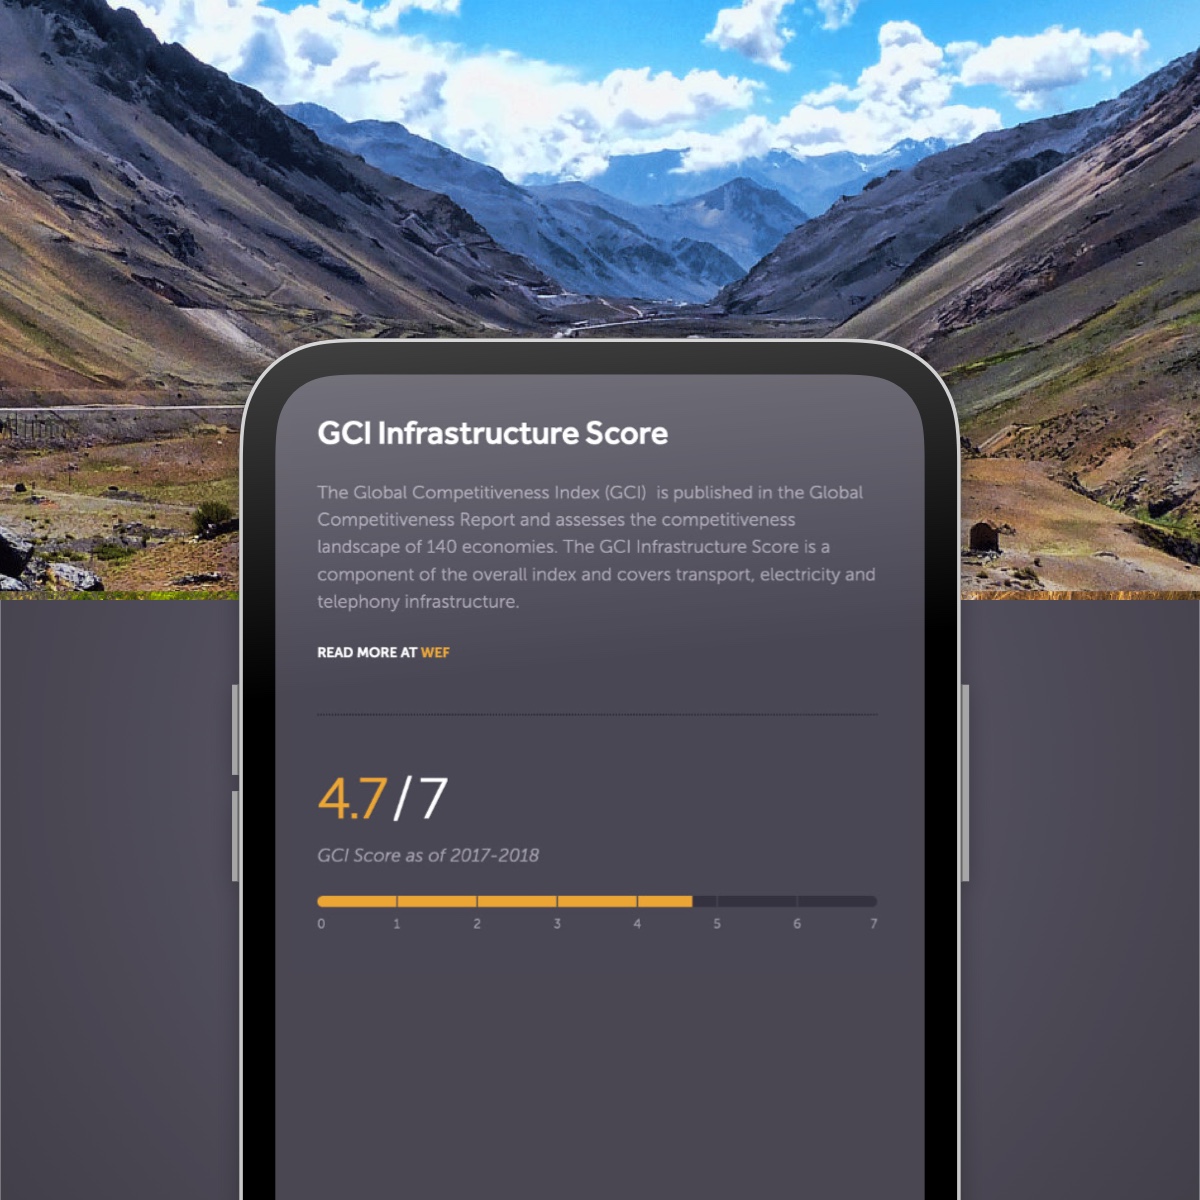 GCI Infrastructure Score
The Global Competitiveness Index (GCI)  is published in the Global
Competitiveness Report and assesses the competitiveness
landscape of 140 economies. The GCI Infrastructure Score is a
component of the overall index and covers transport, electricity and
telephony infrastructure.
READ MORE AT WEF
4.7/7
GCI Score as of 2017-2018
0 1 2 3 4 5 6 7